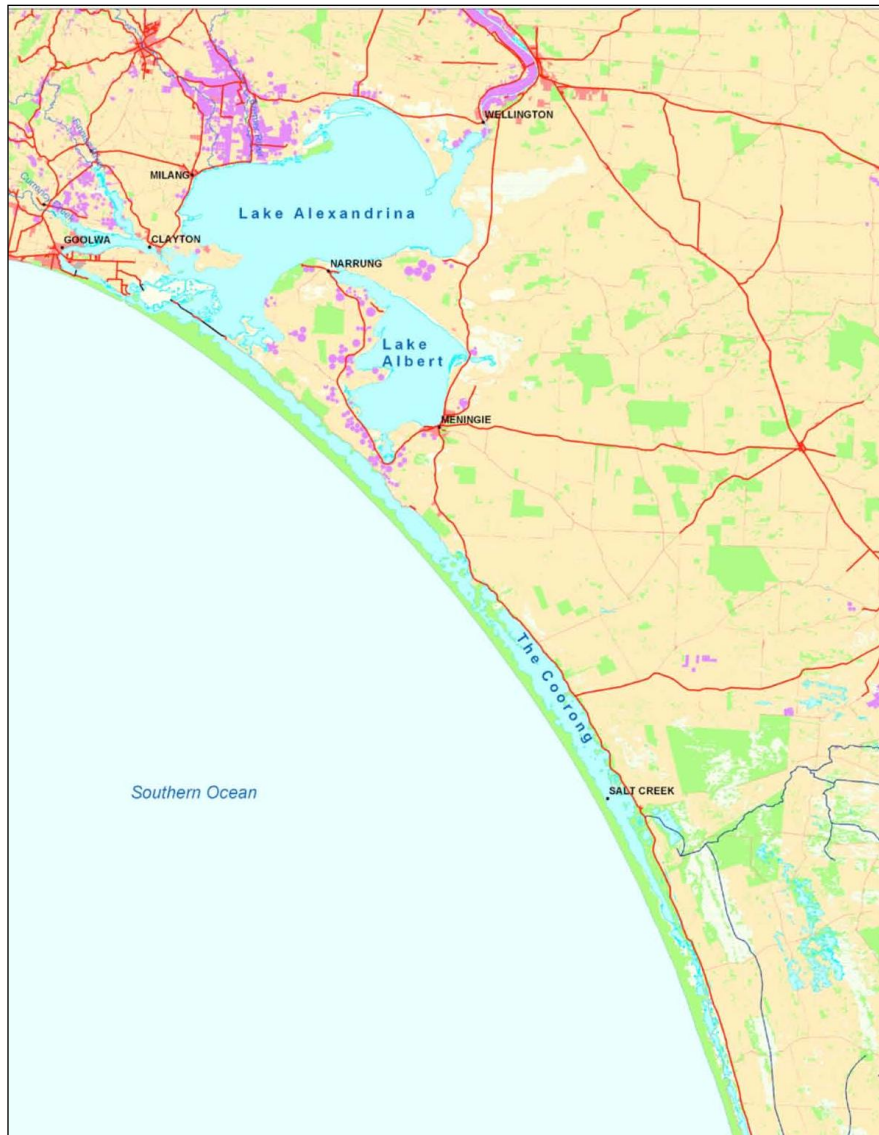 WELLINGTON
MILANG
Lake Alexandrina
GOOLWA
CLAYTON
NARRUNG
Lake
Albert
MENINGIE
The Coorong
Southern Ocean
SALT CREEK